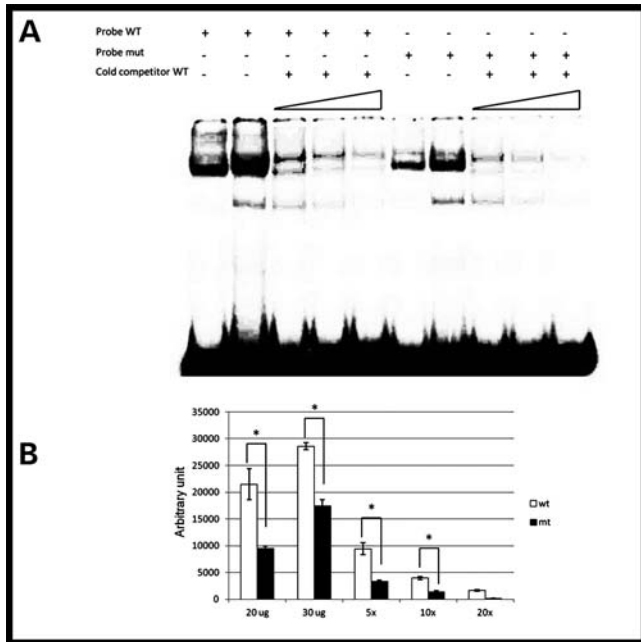 A
Probe WT + + + + + - - - - -
Probe mut - - - - - + + + + +
Cold competitor WT - - + + + - - + + +
B
35000
30000
25000
20000
15000
10000
5000
0
Arbitrary unit
* * * *
wt
mt
20 ug 30 ug 5x 10x 20x